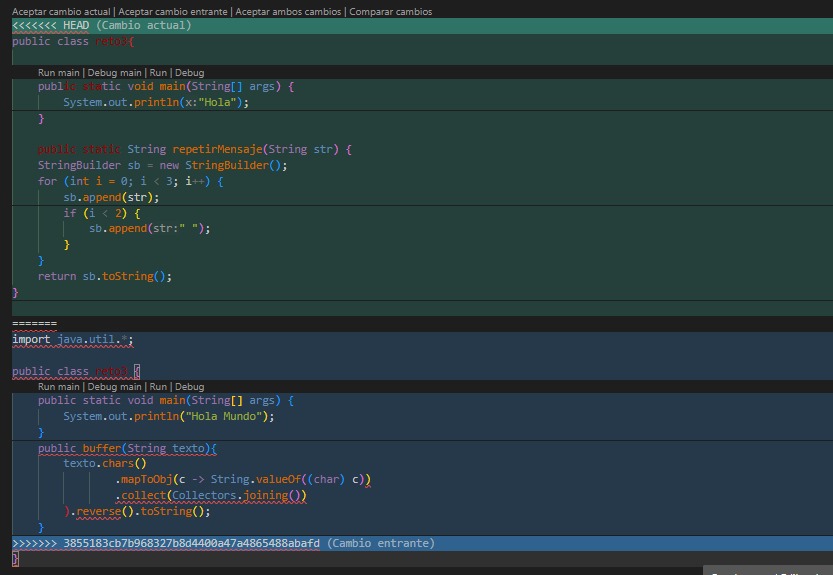 Aceptar cambio actual | Aceptar cambio entrante | Aceptar ambos cambios | Comparar cambios
<<<<<<< HEAD (Cambio actual)
public class reto3{
Run main | Debug main | Run | Debug
public static void main(String[] args) {
System.out.println(x:"Hola");
}
public static String repetirMensaje(String str) {
StringBuilder sb = new StringBuilder();
for (int i = 0; i < 3; i++) {
sb.append(str);
if (i < 2) {
sb.append(str:" ");
}
}
return sb.toString();
}
=======
import java.util.*;
public class reto3 {
Run main | Debug main | Run | Debug
public static void main(String[] args) {
System.out.println("Hola Mundo");
}
public buffer(String texto){
texto.chars()
.mapToObj(c -> String.valueOf((char) c))
.collect(Collectors.joining())
).reverse().toString();
}
>>>>>>> 3855183cb7b968327b8d4400a47a4865488abafd (Cambio entrante)
}